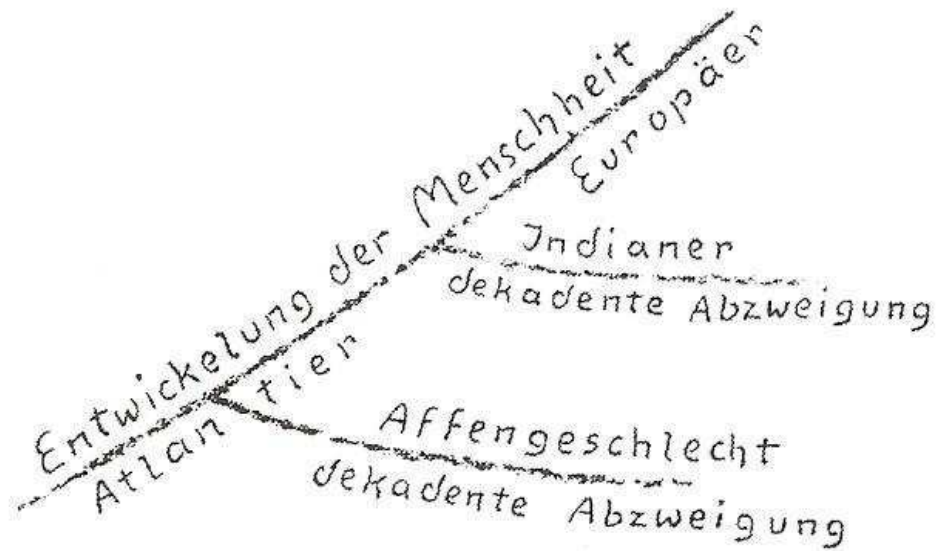 Entwickelung der Menschheit
Europäer
Indianer
dekadente Abzweigung
Atlantier
Affengeschlecht
dekadente Abzweigung